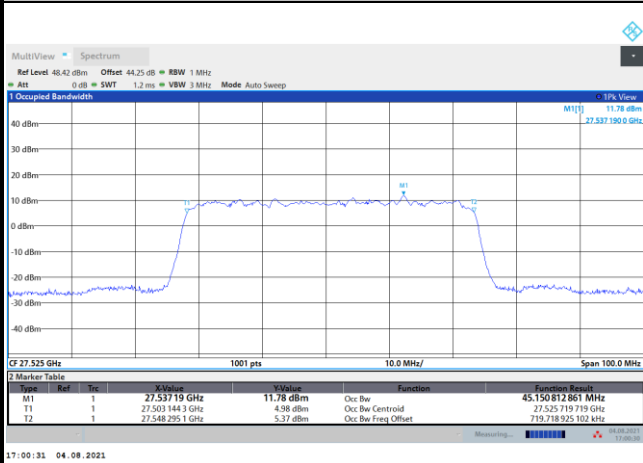 MultiView Spectrum
Ref Level 48.42 dBm Offset 44.25 dB RBW 1 MHz
Att 0 dB SWT 1.2 ms VBW 3 MHz Mode Auto Sweep
1 Occupied Bandwidth 1Pk View
M1[1] 11.78 dBm
27.537 190 0 GHz
40 dBm
30 dBm
20 dBm
M1
10 dBm
T1 T2
0 dBm
-10 dBm
-20 dBm
-30 dBm
-40 dBm
CF 27.525 GHz 1001 pts 10.0 MHz/ Span 100.0 MHz
2 Marker Table
Type Ref Trc X-Value Y-Value Function Function Result
M1 1 27.537 19 GHz 11.78 dBm Occ Bw 45.150 812 861 MHz
T1 1 27.503 144 3 GHz 4.98 dBm Occ Bw Centroid 27.525 719 719 GHz
T2 1 27.548 295 1 GHz 5.37 dBm Occ Bw Freq Offset 719.718 925 102 kHz
Measuring... 04.08.2021
17:00:30
17:00:31 04.08.2021